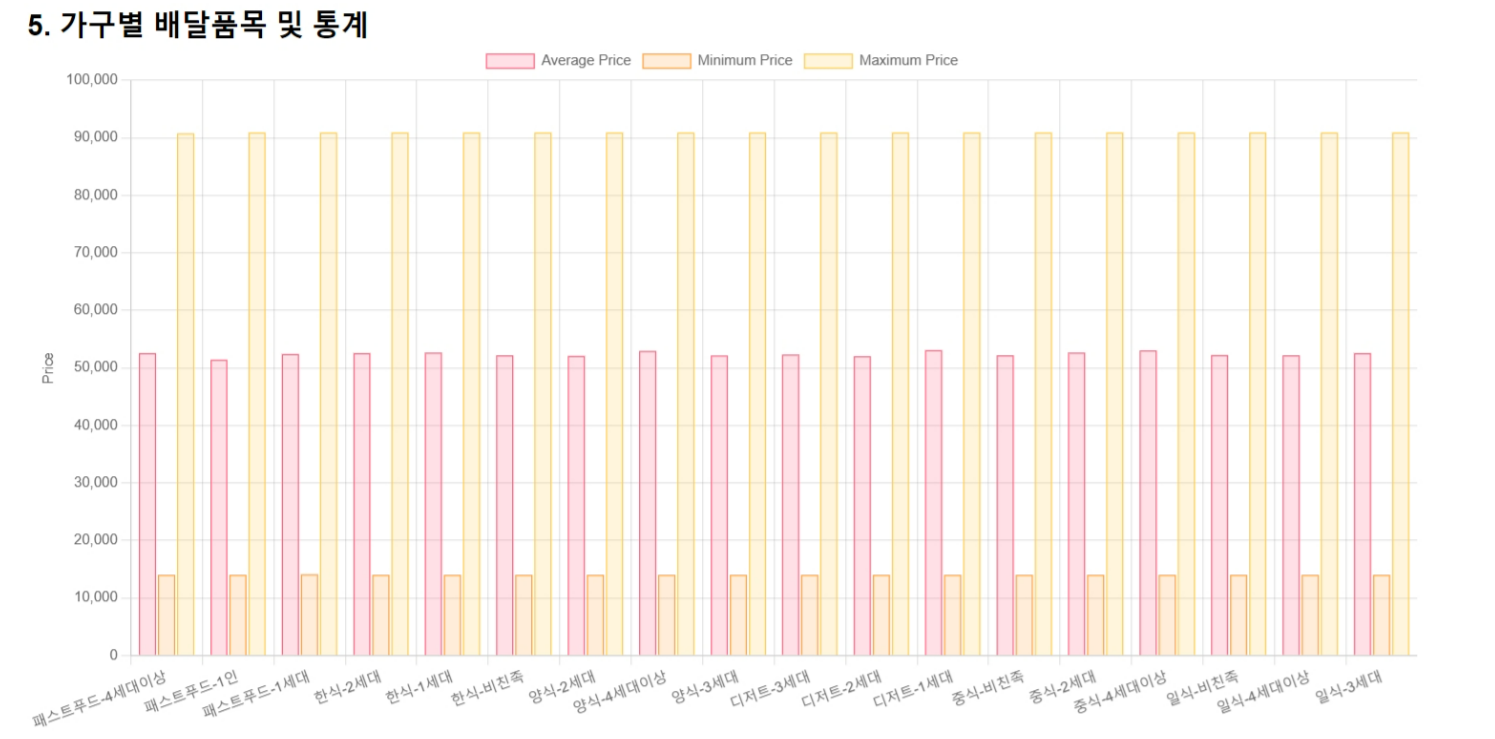 5. 가구별 배달품목 및 통계
Average Price Minimum Price Maximum Price
100,000
90,000
80,000
70,000
60,000
50,000
40,000
30,000
20,000
10,000
0
Price
패스트푸드-4세대이상
패스트푸드-1인
패스트푸드-1세대
한식-2세대
한식-1세대
한식-비친족
양식-2세대
양식-4세대이상
양식-3세대
디저트-3세대
디저트-2세대
디저트-1세대
중식-비친족
중식-2세대
중식-4세대이상
일식-비친족
일식-4세대이상
일식-3세대